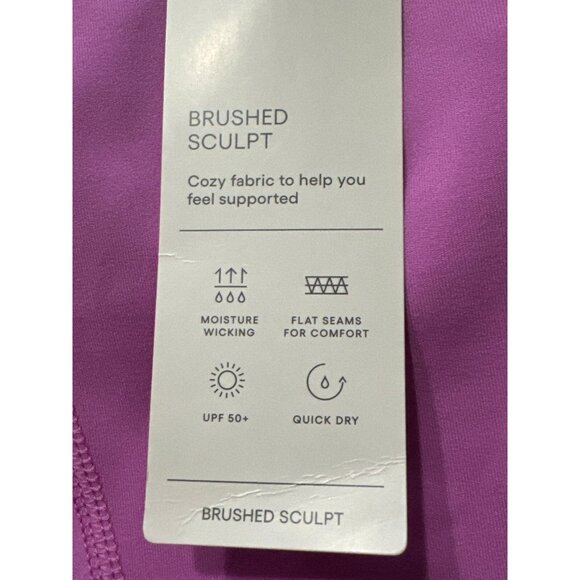 BRUSHED
SCULPT
Cozy fabric to help you
feel supported
MOISTURE
WICKING
FLAT SEAMS
FOR COMFORT
UPF 50+
QUICK DRY
BRUSHED SCULPT